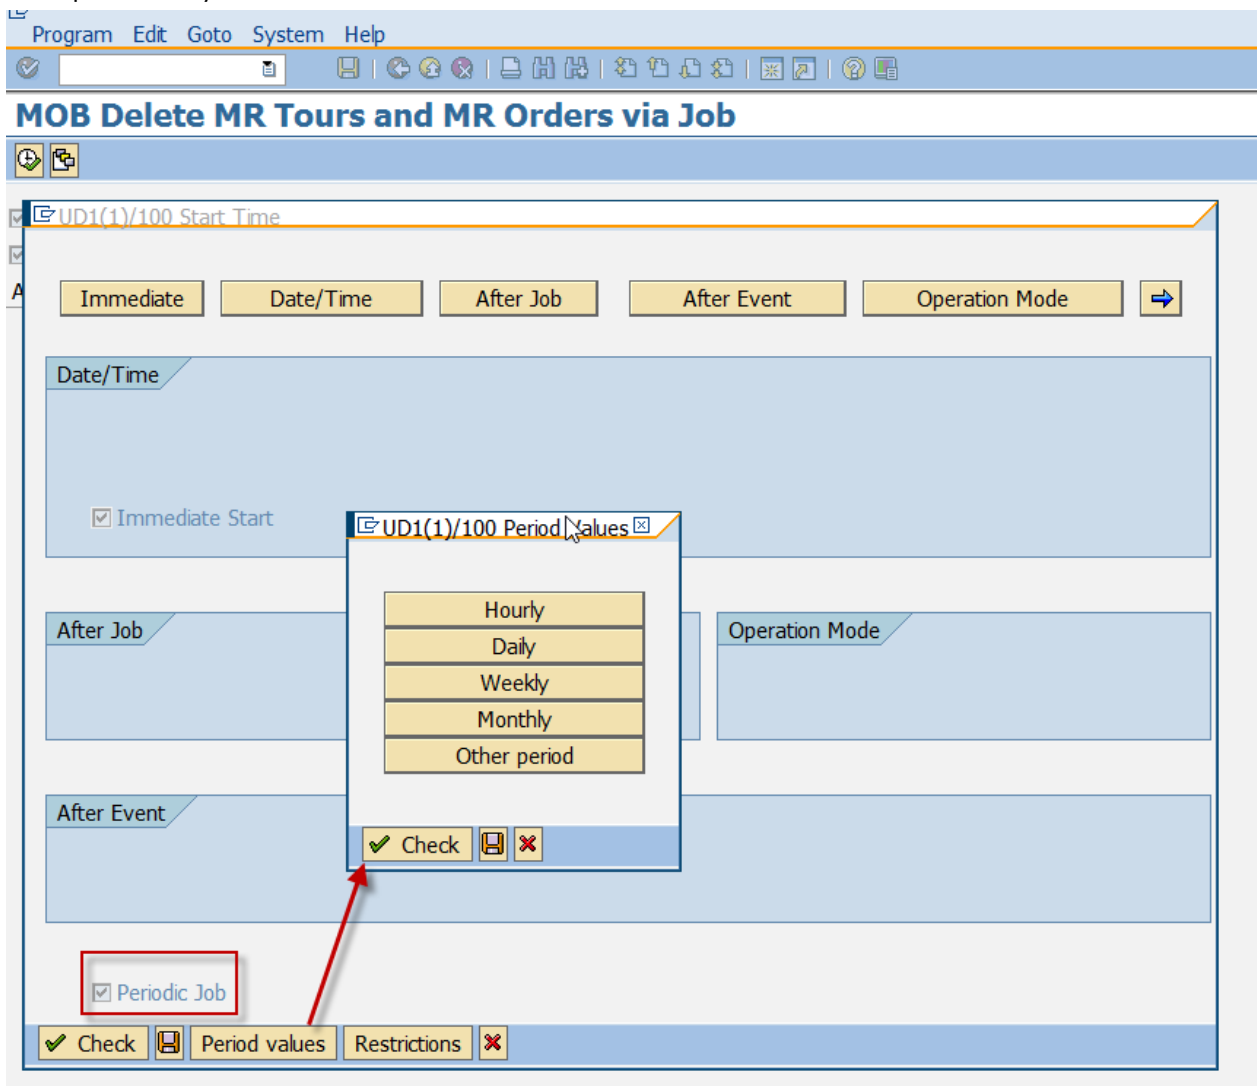 Program Edit Goto System Help
MOB Delete MR Tours and MR Orders via Job
UD1(1)/100 Start Time
A
Immediate Date/Time After Job After Event Operation Mode
Date/Time
Immediate Start
UD1(1)/100 Period Values
Hourly
Daily
Weekly
Monthly
Other period
Check
After Job
Operation Mode
After Event
Periodic Job
Check Period values Restrictions